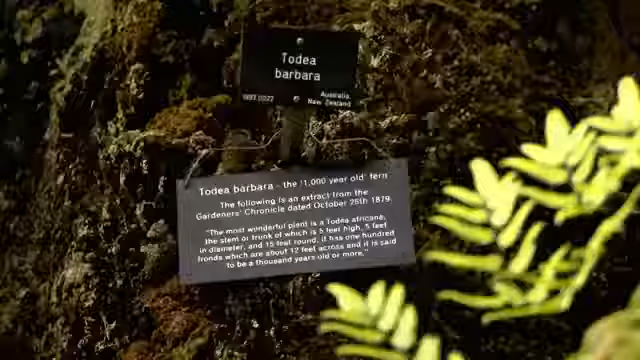 Todea
barbara
1997.0027
Australia,
New Zealand
Todea barbara - the '1,000 year old' fern
The following is an extract from the
Gardeners' Chronicle dated October 25th 1879.
"The most wonderful plant is a Todea africana,
the stem or trunk of which is 5 feet high, 5 feet
in diameter, and 15 feet round, it has one hundred
fronds which are about 12 feet across and it is said
to be a thousand years old or more."